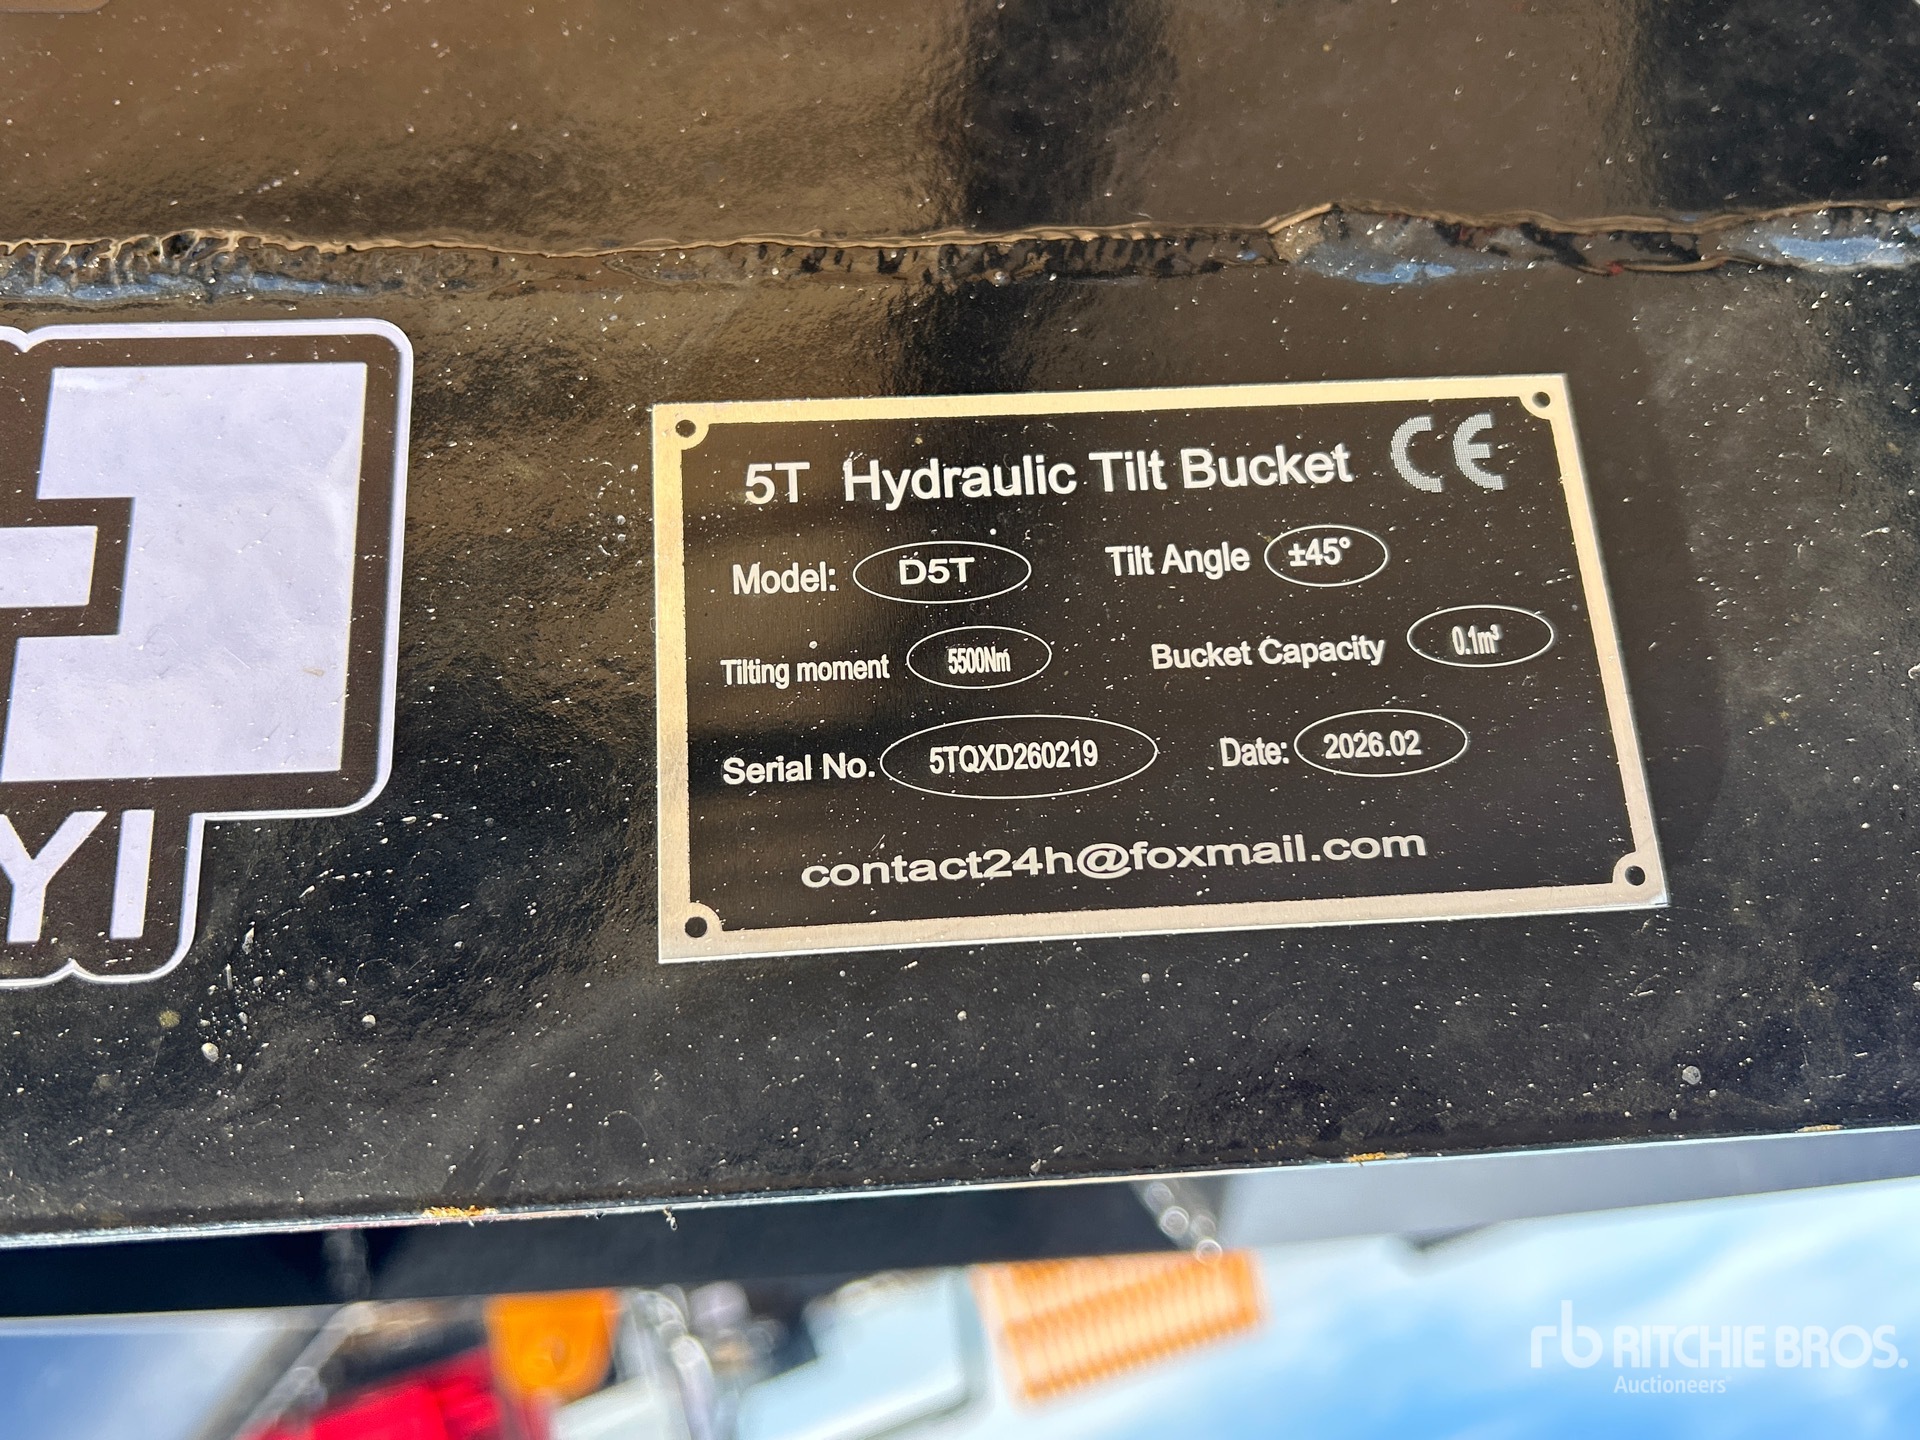 5T Hydraulic Tilt Bucket CE
Model: D5T Tilt Angle ±45°
Tilting moment 5500Nm Bucket Capacity 0.1m³
Serial No. 5TQXD260219 Date: 2026.02
contact24h@foxmail.com
YI
rb RITCHIE BROS.
Auctioneers